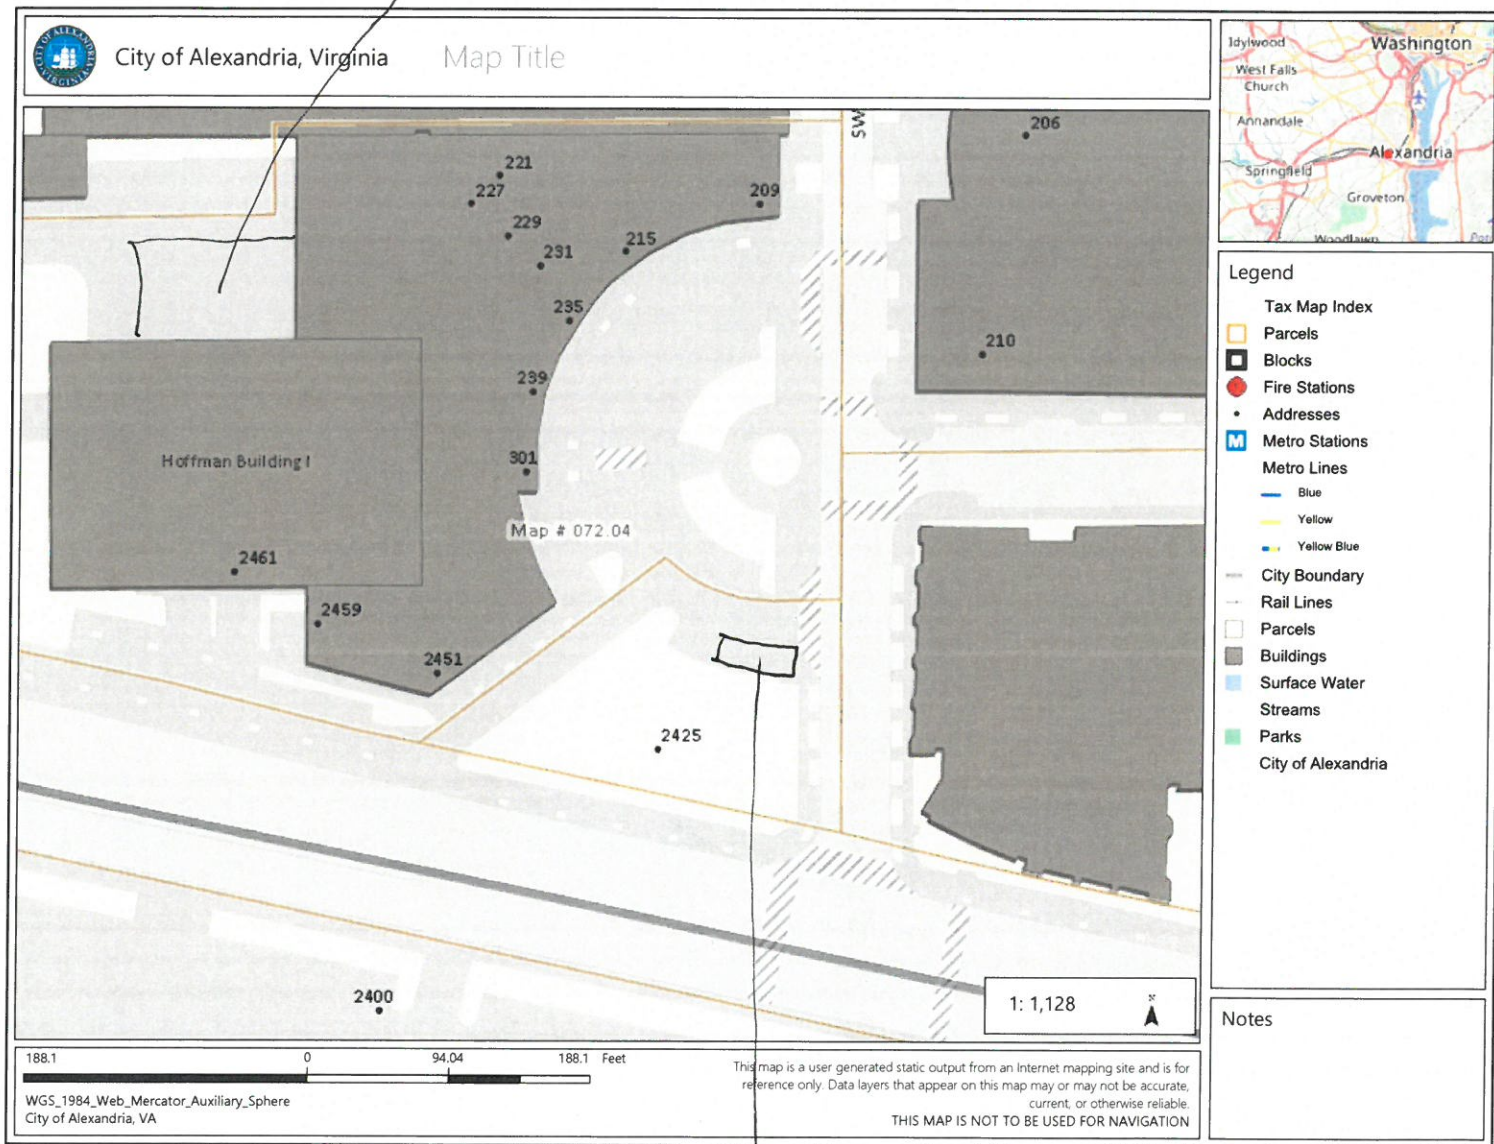 City of Alexandria, Virginia
Map Title
CITY OF ALEXANDRIA
VIRGINIA
Idylwood
Washington
West Falls
Church
Annandale
Alexandria
Springfield
Groveton
Woodlawn
SW
206
221
227
209
229
215
231
235
210
239
Hoffman Building I
301
Map # 072.04
2461
2459
2451
2425
2400
1: 1,128
N
Legend
Tax Map Index
Parcels
Blocks
Fire Stations
Addresses
M Metro Stations
Metro Lines
Blue
Yellow
Yellow Blue
City Boundary
Rail Lines
Parcels
Buildings
Surface Water
Streams
Parks
City of Alexandria
Notes
188.1 0 94.04 188.1 Feet
WGS_1984_Web_Mercator_Auxiliary_Sphere
City of Alexandria, VA
This map is a user generated static output from an Internet mapping site and is for
reference only. Data layers that appear on this map may or may not be accurate,
current, or otherwise reliable.
THIS MAP IS NOT TO BE USED FOR NAVIGATION